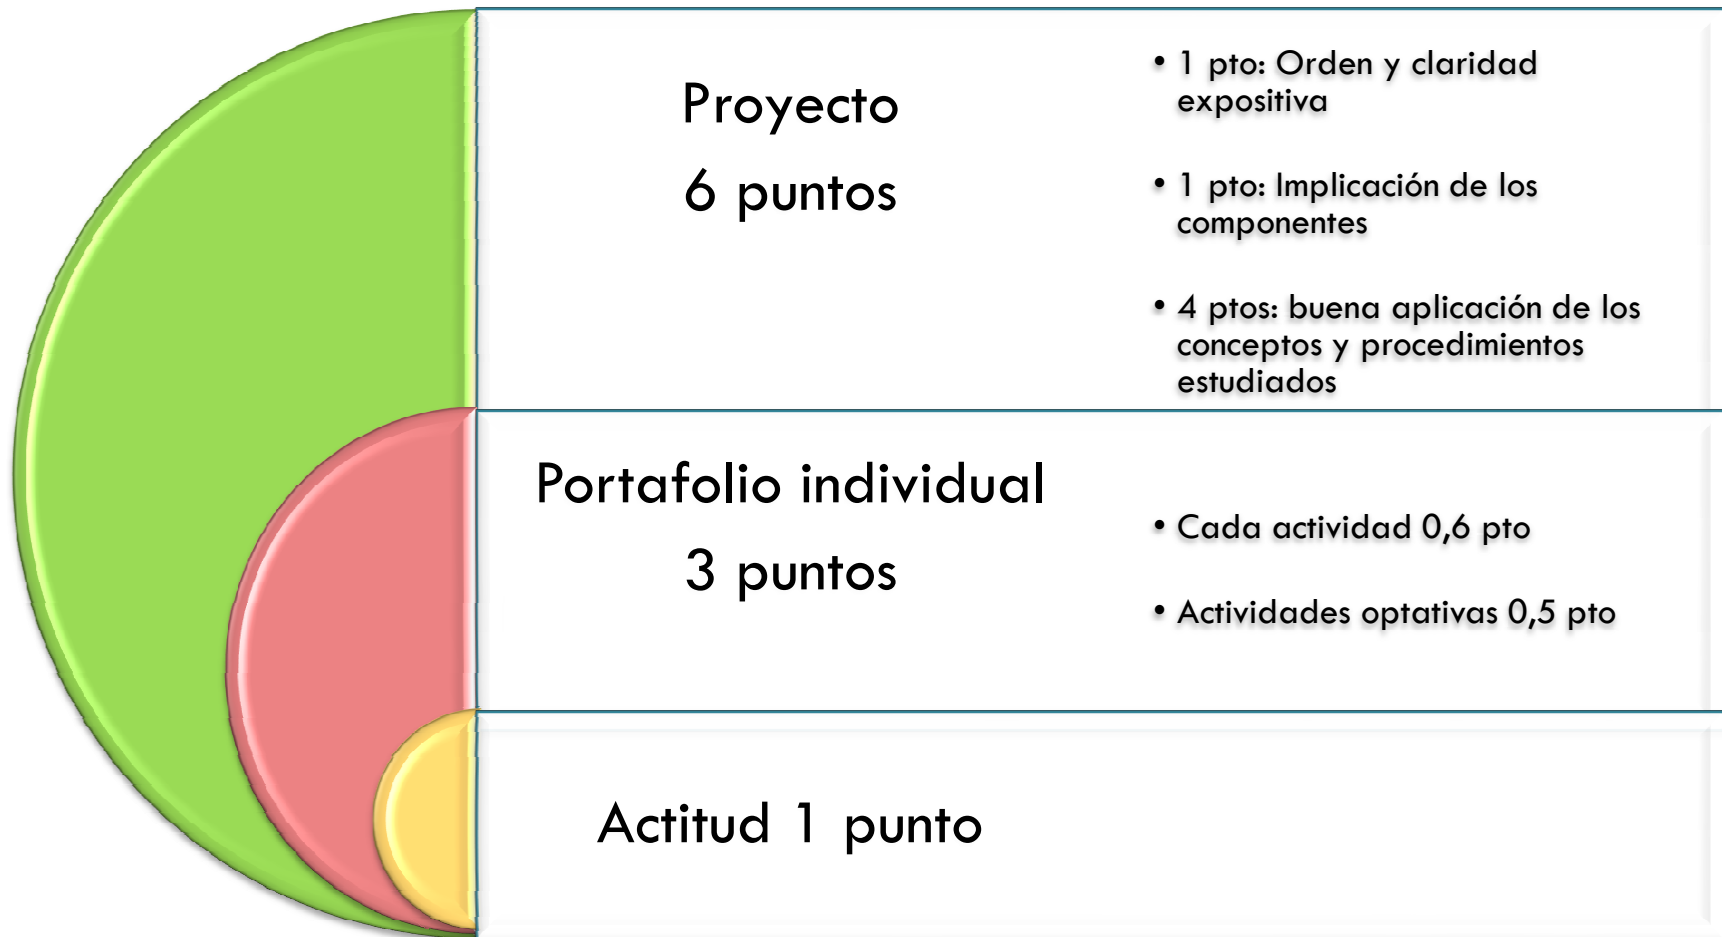 Proyecto
6 puntos
• 1 pto: Orden y claridad
expositiva
• 1 pto: Implicación de los
componentes
• 4 ptos: buena aplicación de los
conceptos y procedimientos
estudiados
Portafolio individual
3 puntos
• Cada actividad 0,6 pto
• Actividades optativas 0,5 pto
Actitud 1 punto